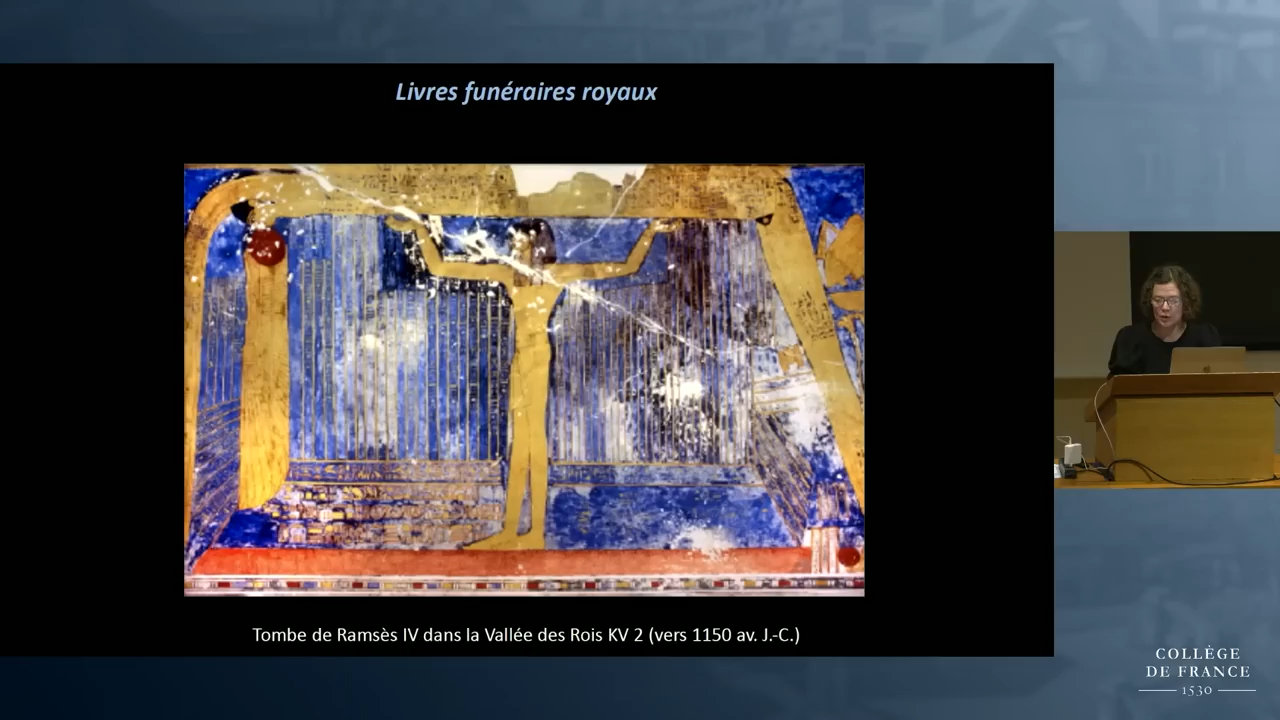 Livres funéraires royaux
Tombe de Ramsès IV dans la Vallée des Rois KV 2 (vers 1150 av. J.-C.)
COLLÈGE
DE FRANCE
1530